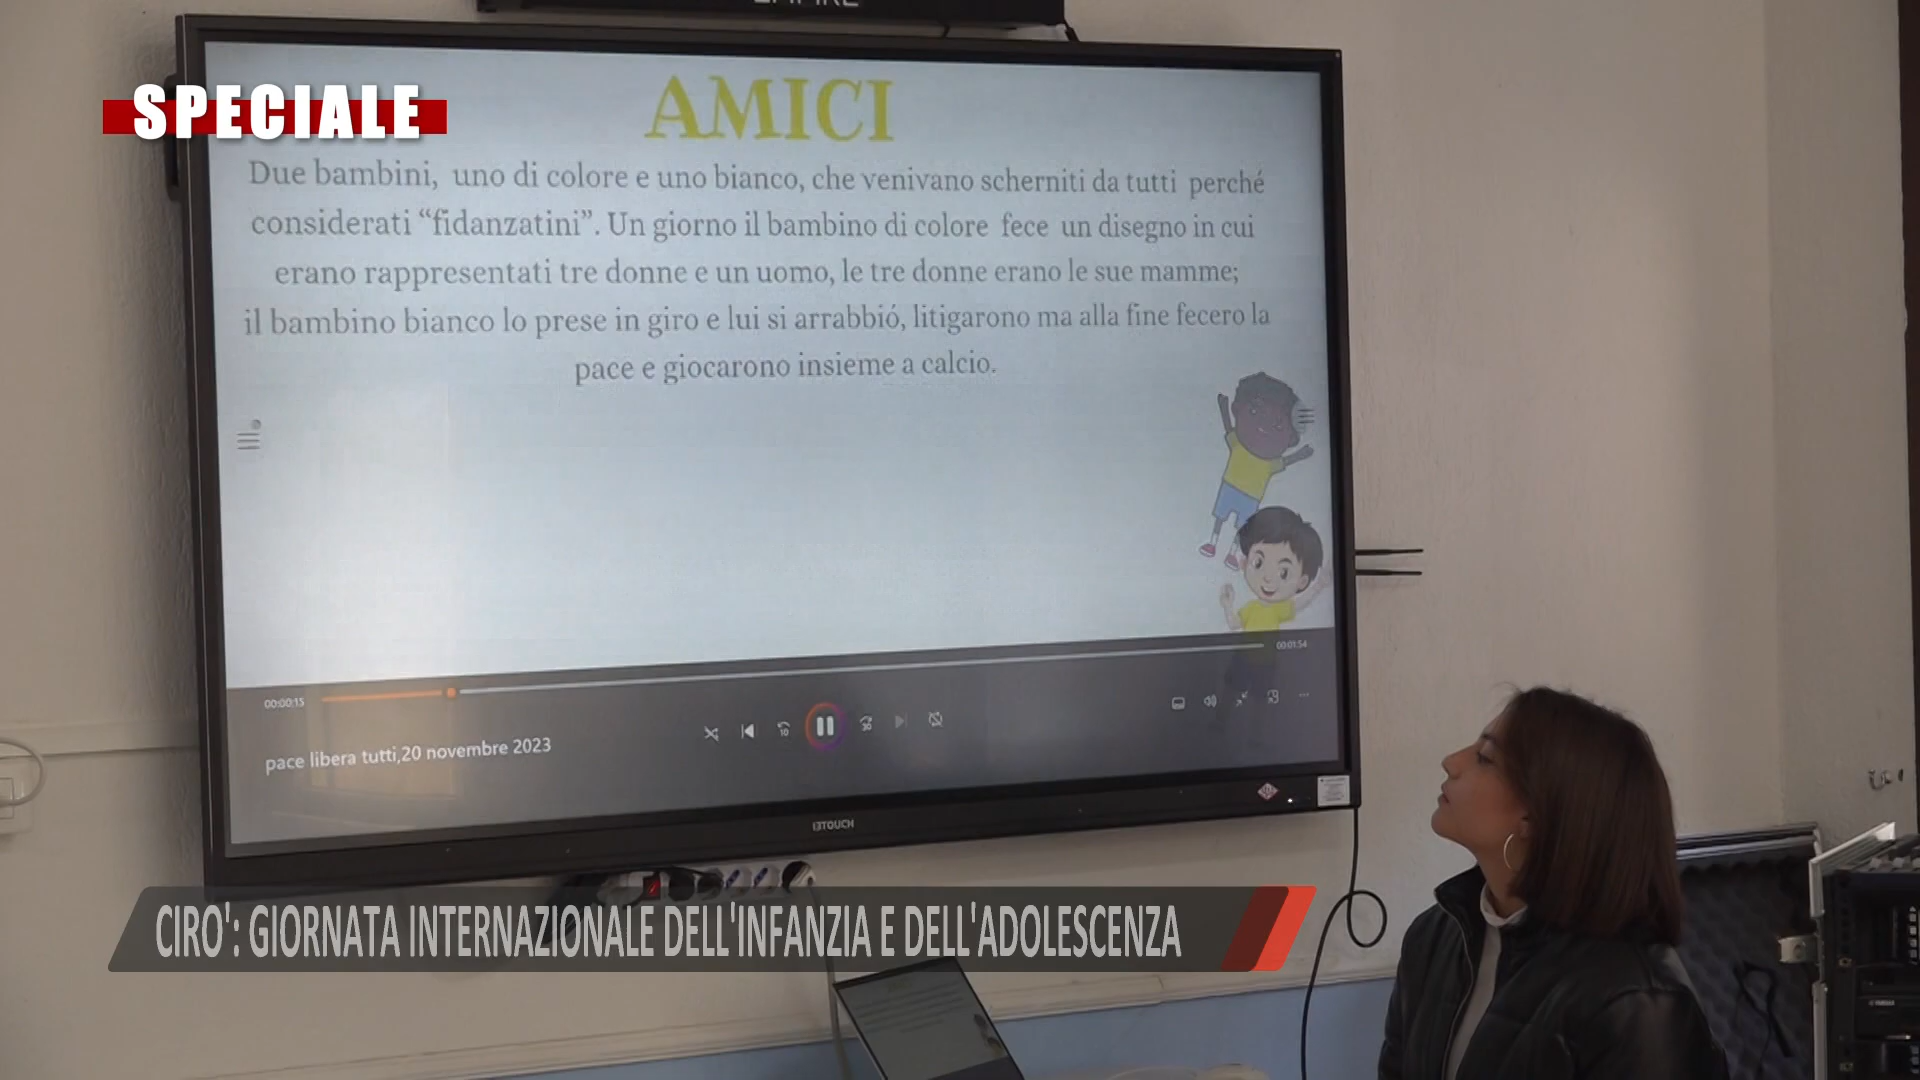 SPECIALE
AMICI
Due bambini, uno di colore e uno bianco, che venivano scherniti da tutti perché
considerati “fidanzatini”. Un giorno il bambino di colore fece un disegno in cui
erano rappresentati tre donne e un uomo, le tre donne erano le sue mamme;
il bambino bianco lo prese in giro e lui si arrabbió, litigarono ma alla fine fecero la
pace e giocarono insieme a calcio.
00:00:15
00:01:54
10
30
pace libera tutti,20 novembre 2023
i3TOUCH
CIRO': GIORNATA INTERNAZIONALE DELL'INFANZIA E DELL'ADOLESCENZA
YAMAHA